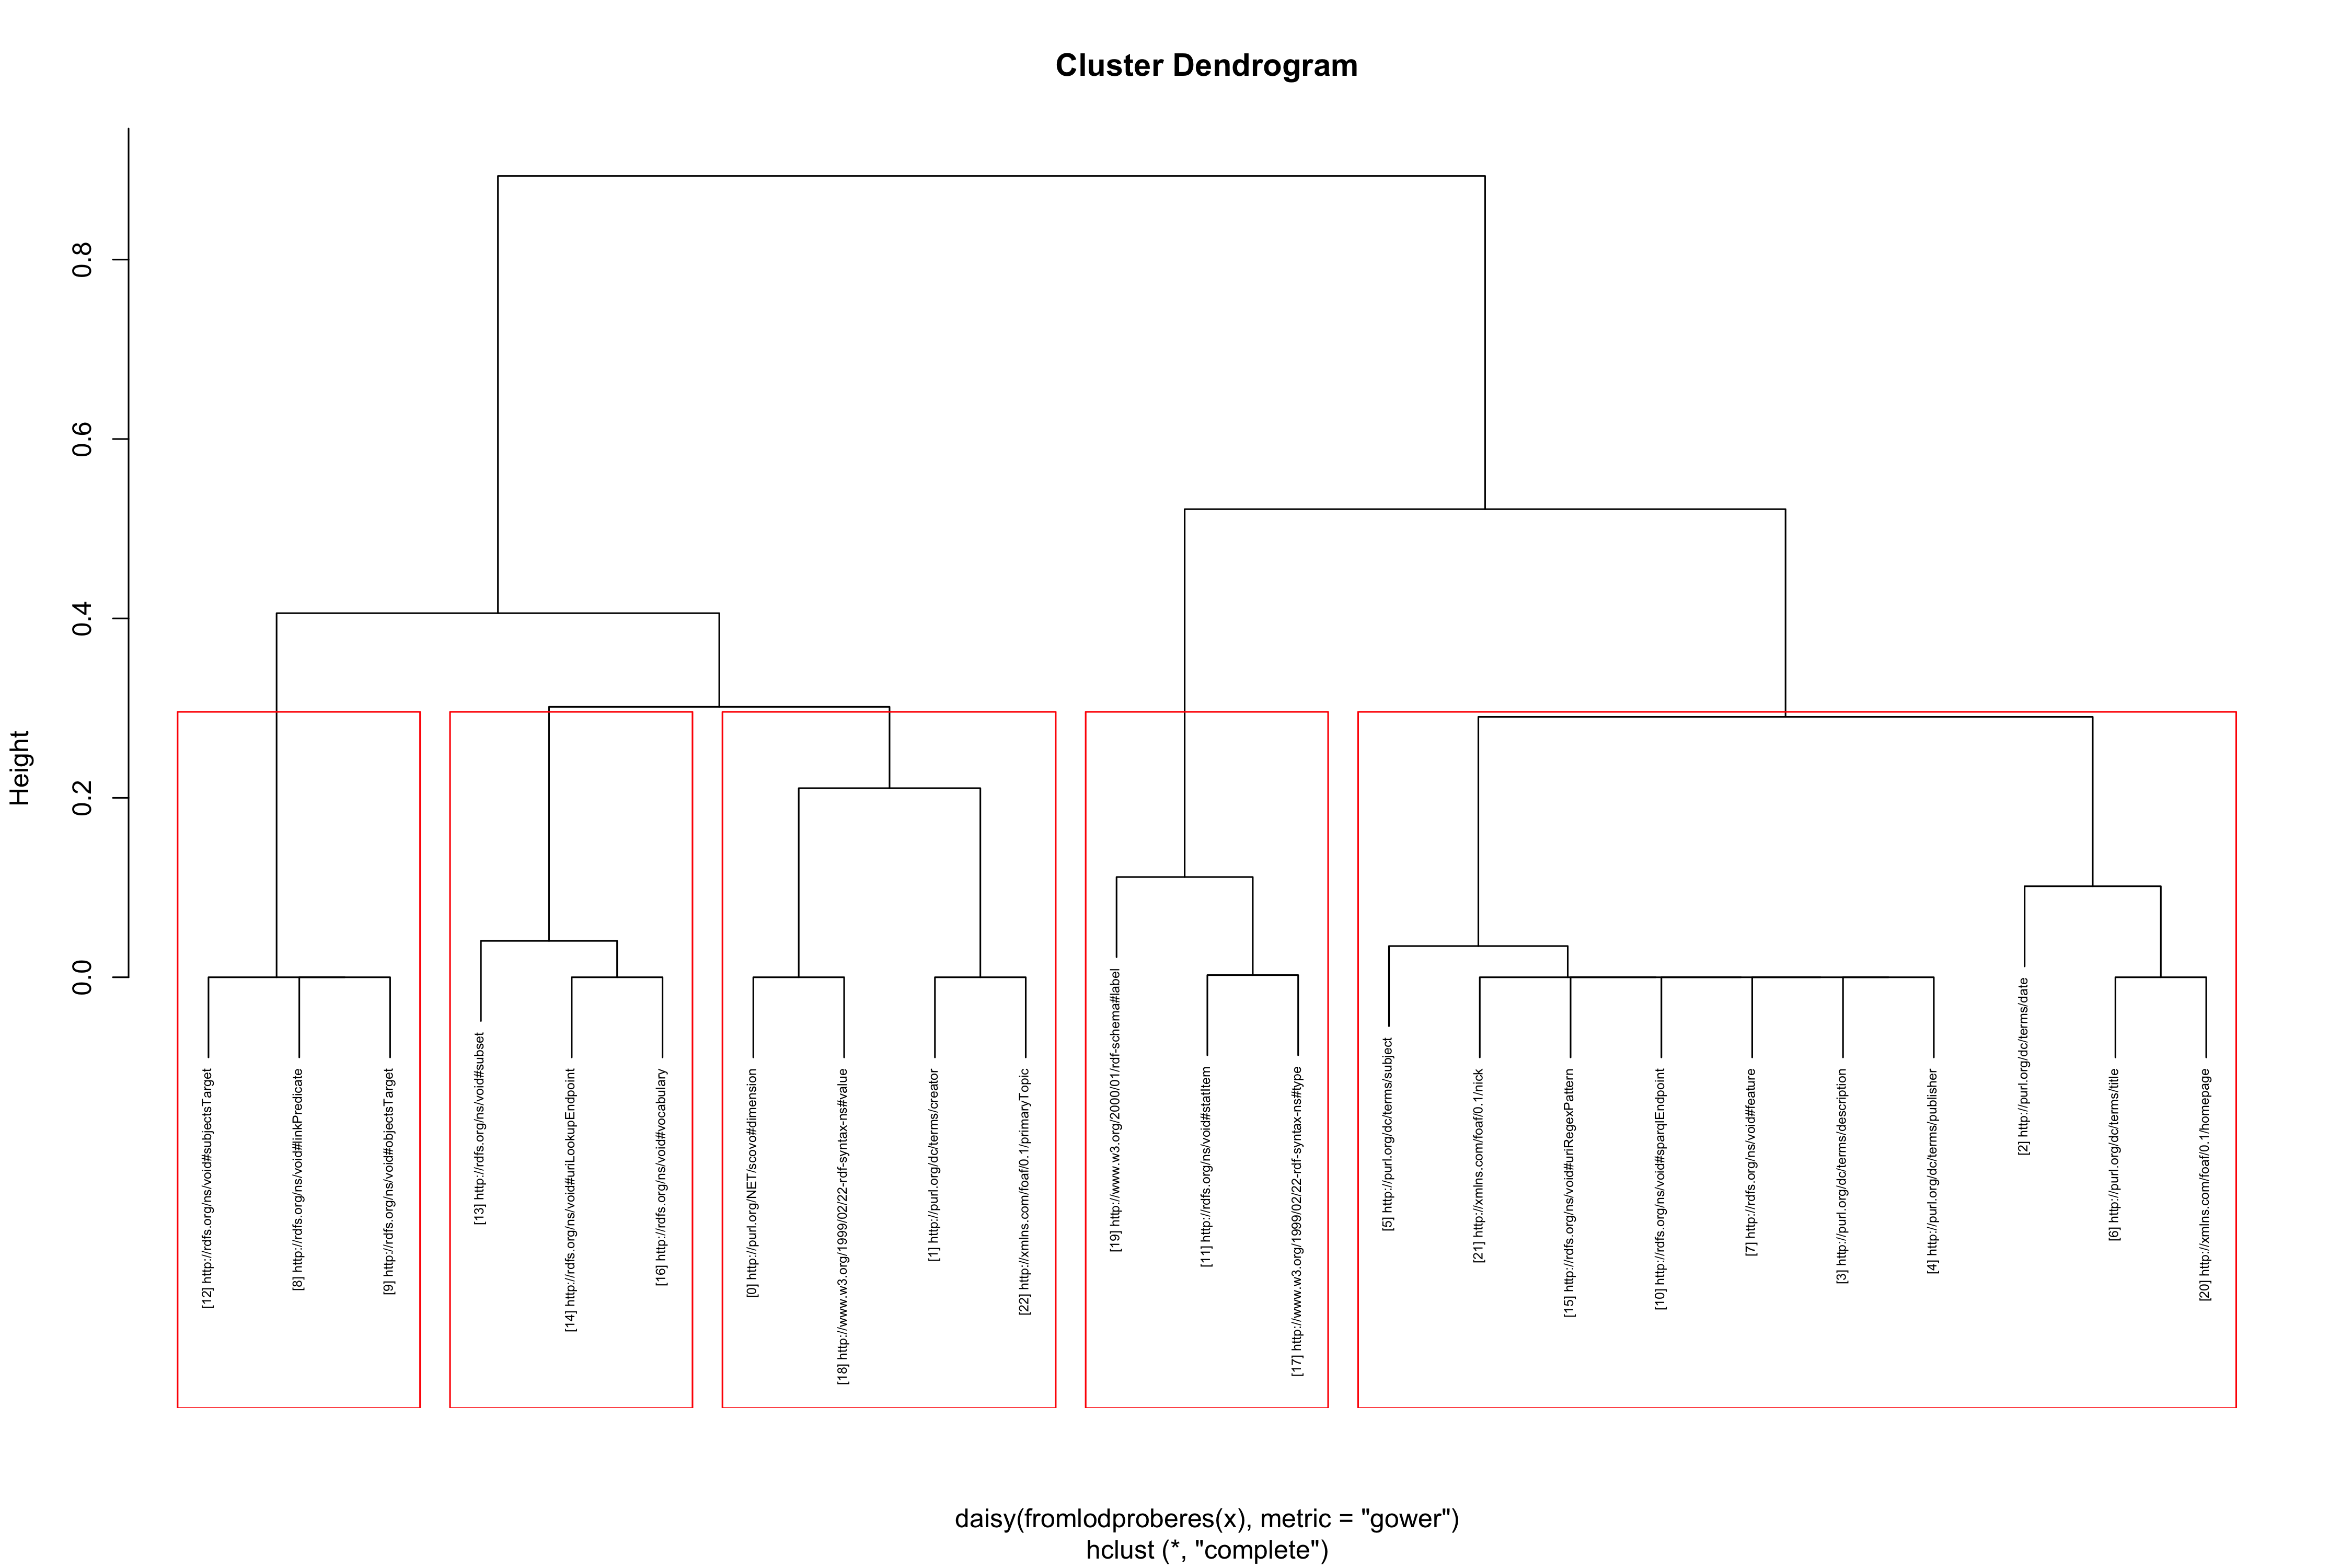 Cluster Dendrogram
Height
0.0
0.2
0.4
0.6
0.8
[12] http://rdfs.org/ns/void#subjectsTarget
[8] http://rdfs.org/ns/void#linkPredicate
[9] http://rdfs.org/ns/void#objectsTarget
[13] http://rdfs.org/ns/void#subset
[14] http://rdfs.org/ns/void#uriLookupEndpoint
[16] http://rdfs.org/ns/void#vocabulary
[0] http://purl.org/NET/scovo#dimension
[18] http://www.w3.org/1999/02/22-rdf-syntax-ns#value
[1] http://purl.org/dc/terms/creator
[22] http://xmlns.com/foaf/0.1/primaryTopic
[19] http://www.w3.org/2000/01/rdf-schema#label
[11] http://rdfs.org/ns/void#statItem
[17] http://www.w3.org/1999/02/22-rdf-syntax-ns#type
[5] http://purl.org/dc/terms/subject
[21] http://xmlns.com/foaf/0.1/nick
[15] http://rdfs.org/ns/void#uriRegexPattern
[10] http://rdfs.org/ns/void#sparqlEndpoint
[7] http://rdfs.org/ns/void#feature
[3] http://purl.org/dc/terms/description
[4] http://purl.org/dc/terms/publisher
[2] http://purl.org/dc/terms/date
[6] http://purl.org/dc/terms/title
[20] http://xmlns.com/foaf/0.1/homepage
daisy(fromlodproberes(x), metric = "gower")
hclust (*, "complete")